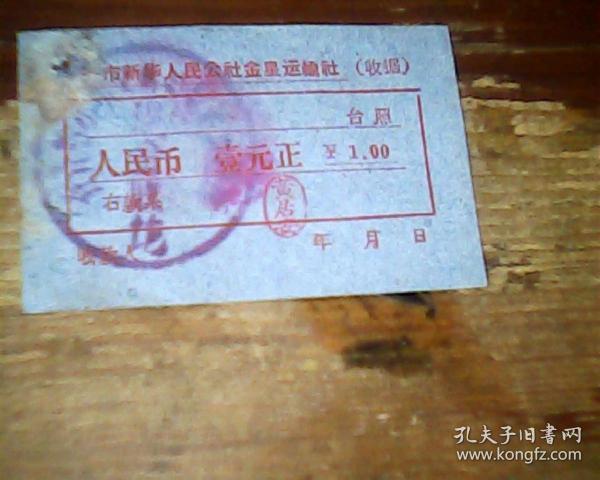 市新华人民公社金星运输社（收据）
台照
人民币 壹元正 ¥ 1.00
右
年 月 日
孔夫子旧书网
www.kongfz.com